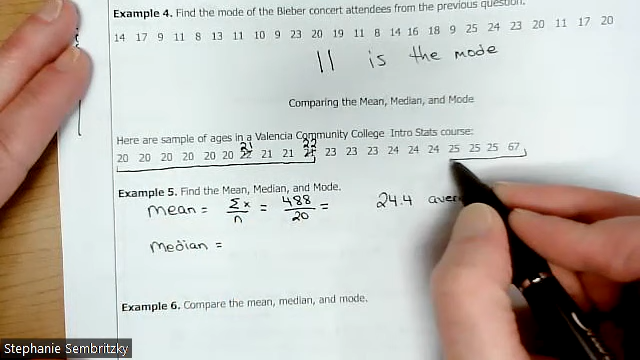 Example 4. Find the mode of the Bieber concert attendees from the previous question.
14 17 9 11 8 13 11 10 9 23 20 19 11 8 14 16 18 9 25 24 23 20 11 17 20
11 is the mode
Comparing the Mean, Median, and Mode
Here are sample of ages in a Valencia Community College Intro Stats course:
21 22
20 20 20 20 20 20 22 21 21 21 23 23 23 24 24 24 25 25 25 67
Example 5. Find the Mean, Median, and Mode.
mean = Σx/n = 488/20 = 24.4
Median =
Example 6. Compare the mean, median, and mode.
Stephanie Sembritzky